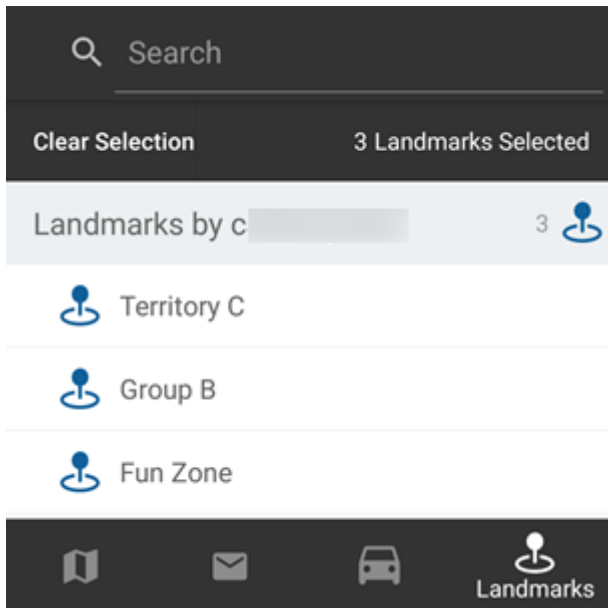 Search
Clear Selection
3 Landmarks Selected
Landmarks by c
3
Territory C
Group B
Fun Zone
Landmarks